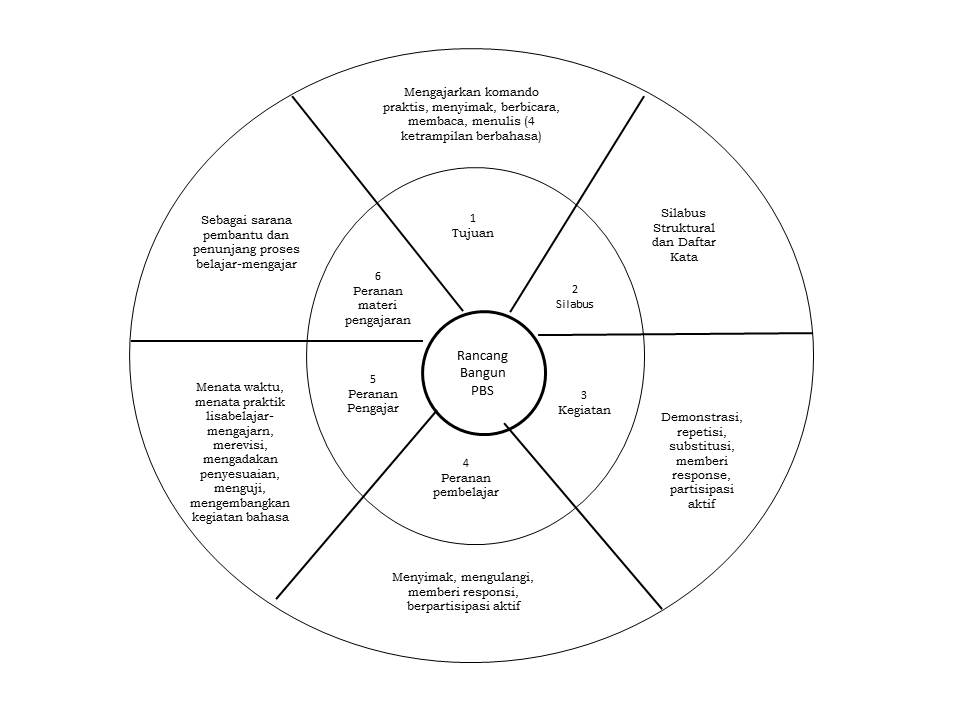 Mengajarkan komando
praktis, menyimak, berbicara,
membaca, menulis (4
ketrampilan berbahasa)
1
Tujuan
Silabus
Struktural
dan Daftar
Kata
2
Silabus
Demonstrasi,
repetisi,
substitusi,
memberi
response,
partisipasi
aktif
3
Kegiatan
Menyimak, mengulangi,
memberi responsi,
berpartisipasi aktif
4
Peranan
pembelajar
Menata waktu,
menata praktik
lisabelajar-
mengajarn,
merevisi,
mengadakan
penyesuaian,
menguji,
mengembangkan
kegiatan bahasa
5
Peranan
Pengajar
Sebagai sarana
pembantu dan
penunjang proses
belajar-mengajar
6
Peranan
materi
pengajaran
Rancang
Bangun
PBS